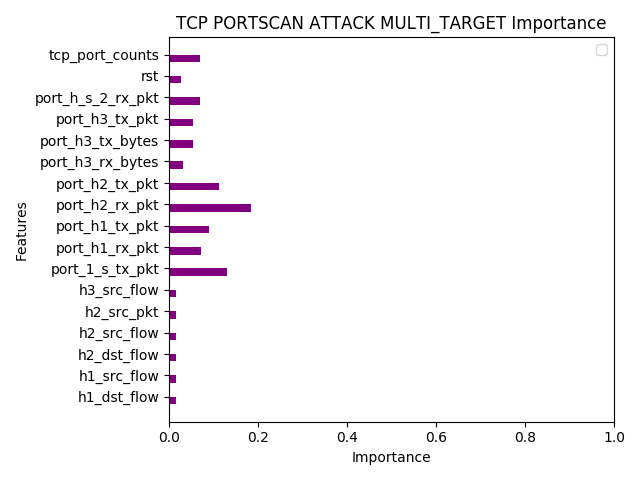 TCP PORTSCAN ATTACK MULTI_TARGET Importance
tcp_port_counts
rst
port_h_s_2_rx_pkt
port_h3_tx_pkt
port_h3_tx_bytes
port_h3_rx_bytes
port_h2_tx_pkt
port_h2_rx_pkt
port_h1_tx_pkt
port_h1_rx_pkt
port_1_s_tx_pkt
h3_src_flow
h2_src_pkt
h2_src_flow
h2_dst_flow
h1_src_flow
h1_dst_flow
Features
0.0 0.2 0.4 0.6 0.8 1.0
Importance